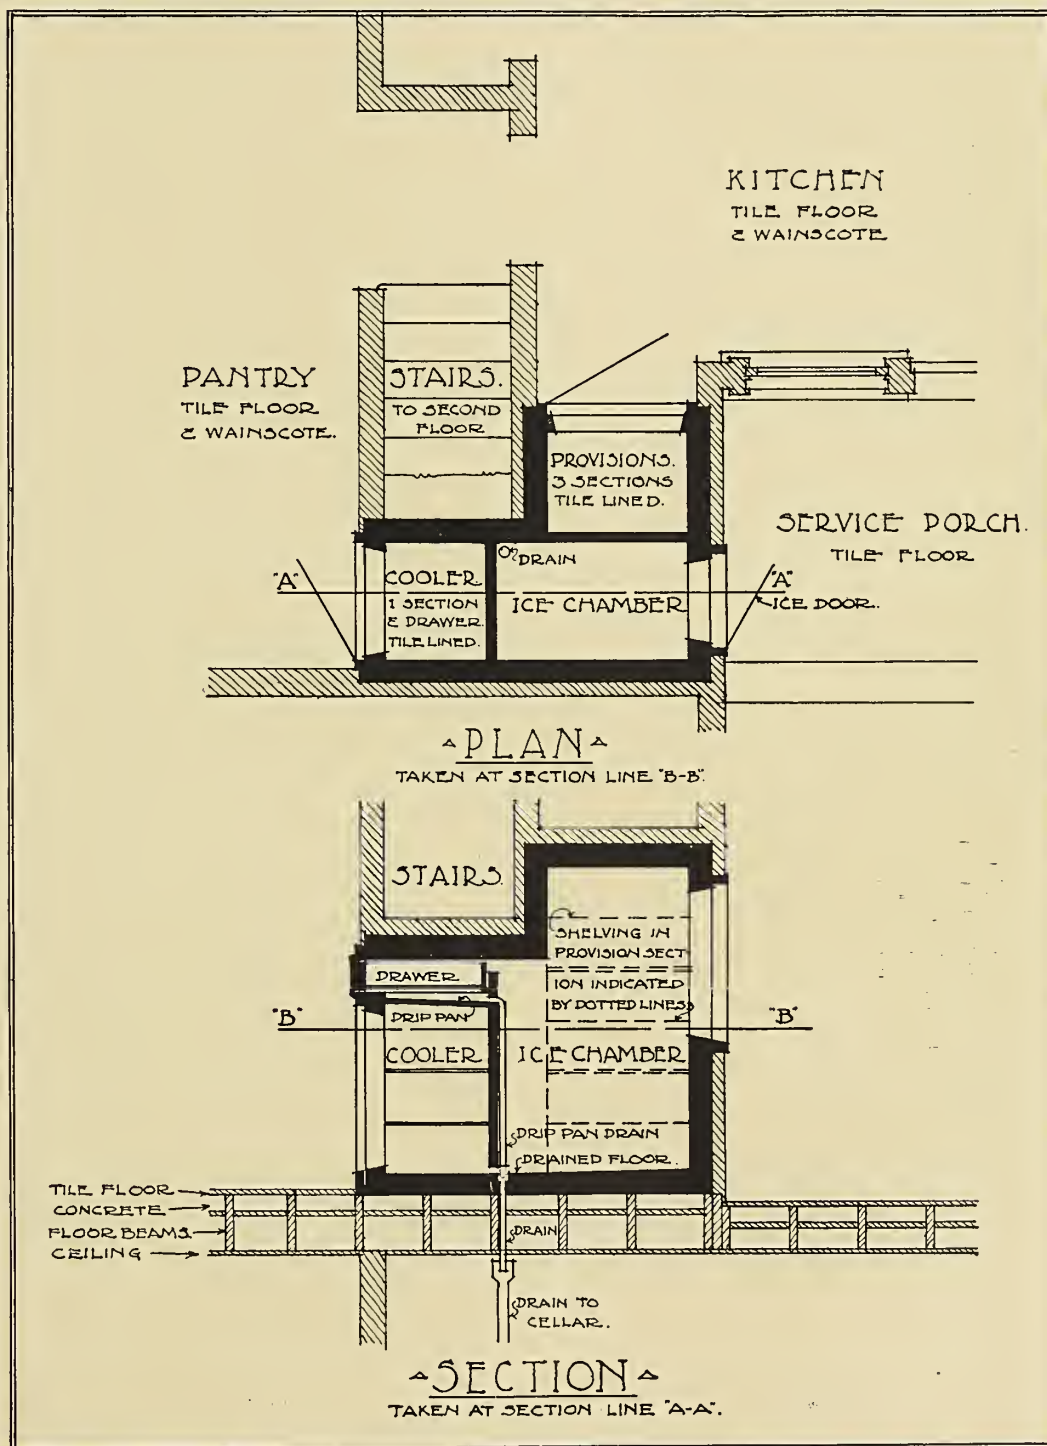 KITCHEN
TILE FLOOR
& WAINSCOTE
PANTRY
TILE FLOOR
& WAINSCOTE.
STAIRS.
TO SECOND
FLOOR
PROVISIONS.
3 SECTIONS
TILE LINED.
SERVICE PORCH.
TILE FLOOR
DRAIN
"A"
COOLER
1 SECTION
& DRAWER
TILE LINED.
ICE CHAMBER
"A"
ICE DOOR.
PLAN
TAKEN AT SECTION LINE "B-B".
STAIRS
SHELVING IN
PROVISION SECT
ION INDICATED
BY DOTTED LINES
DRAWER
"B"
DRIP PAN
"B"
COOLER
ICE CHAMBER
DRIP PAN DRAIN
DRAINED FLOOR.
TILE FLOOR
CONCRETE
FLOOR BEAMS
CEILING
DRAIN
DRAIN TO
CELLAR.
SECTION
TAKEN AT SECTION LINE "A-A".